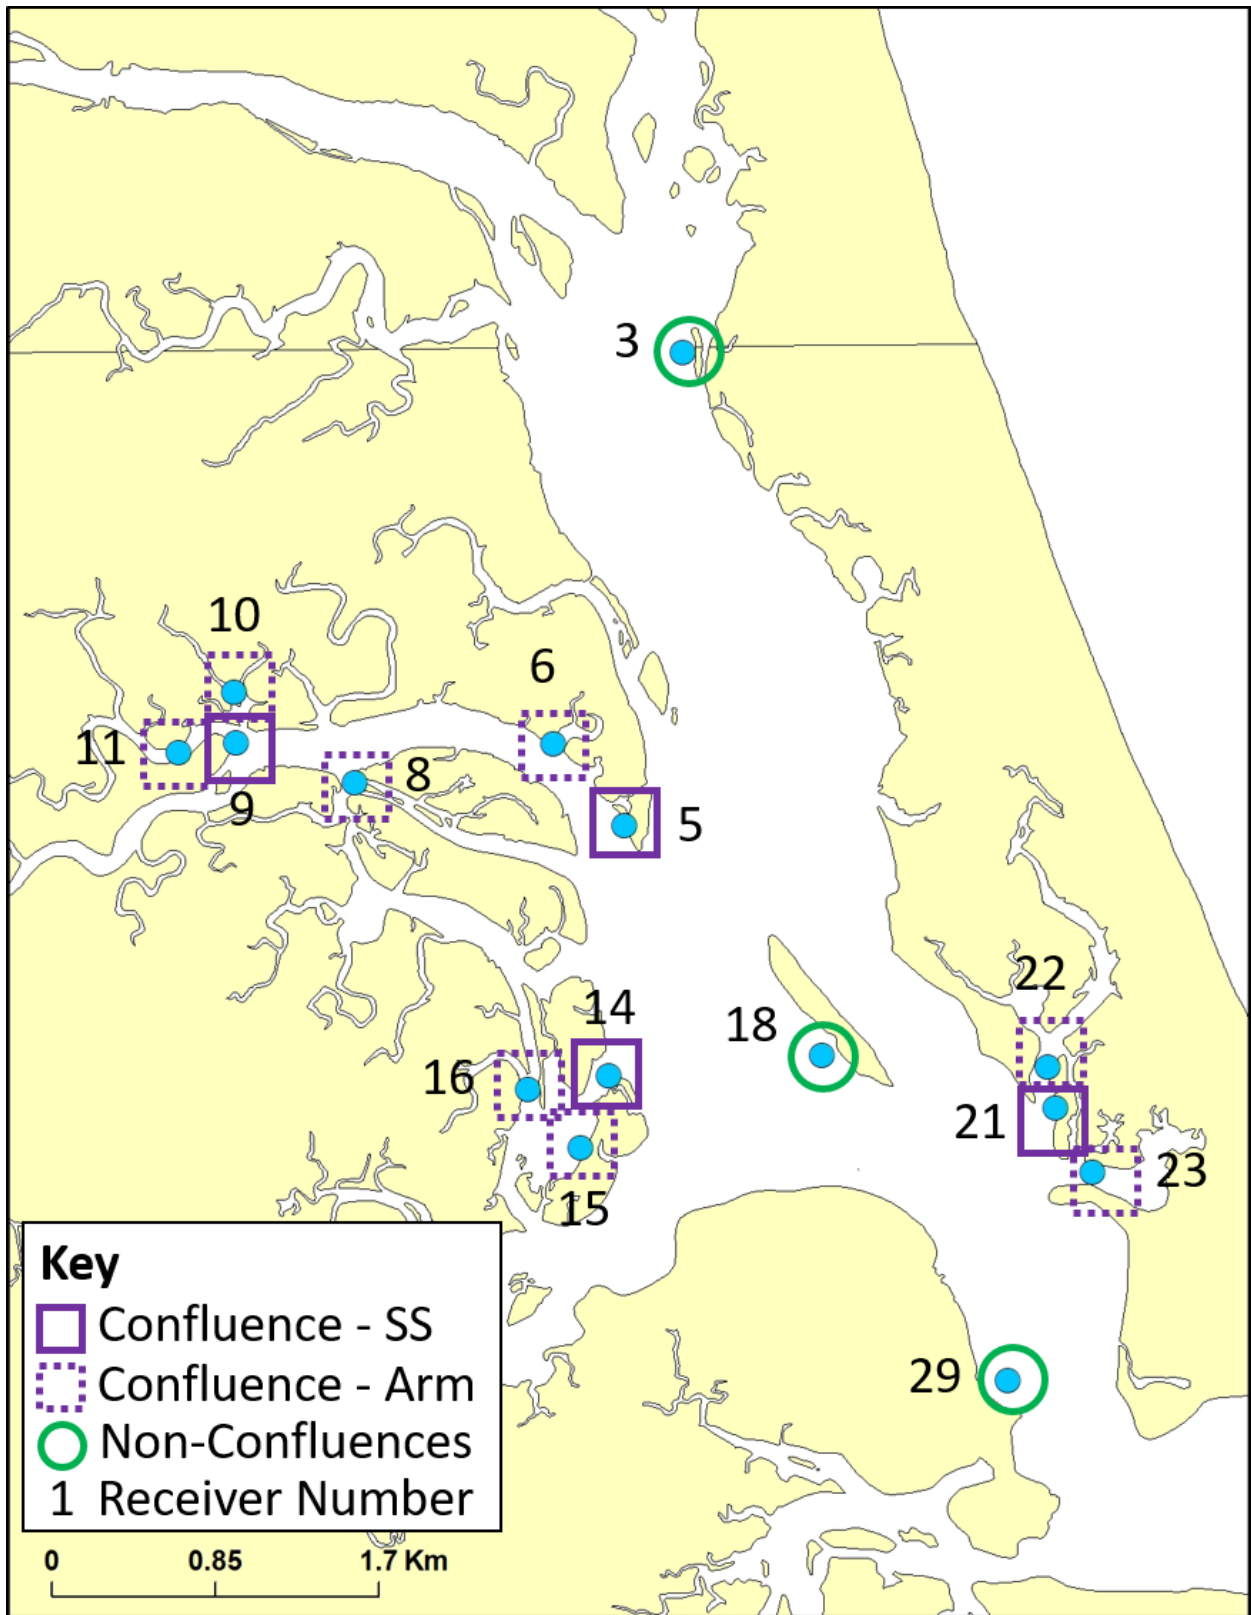 3
10
6
11
8
9
5
22
14
18
16
21
23
15
Key
Confluence - SS
Confluence - Arm
29
Non-Confluences
1 Receiver Number
0 0.85 1.7 Km